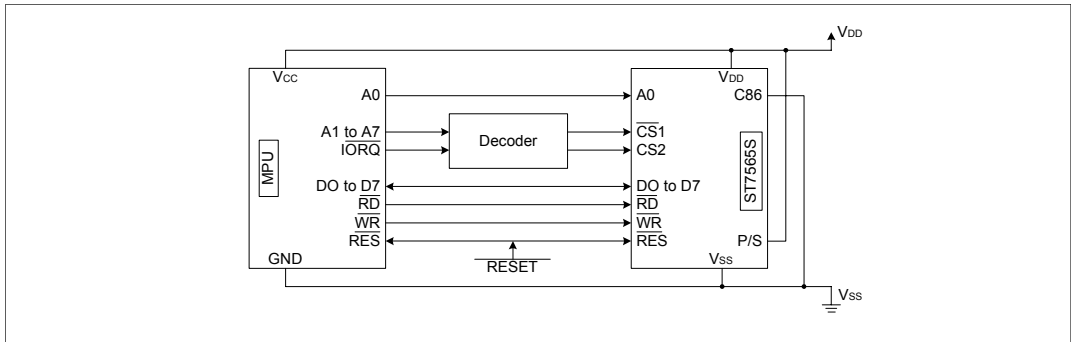 VDD
VCC
VDD
A0
A0
C86
A1 to A7
IORQ
Decoder
CS1
CS2
MPU
ST7565S
DO to D7
DO to D7
RD
RD
WR
WR
RES
RES
P/S
RESET
GND
VSS
VSS